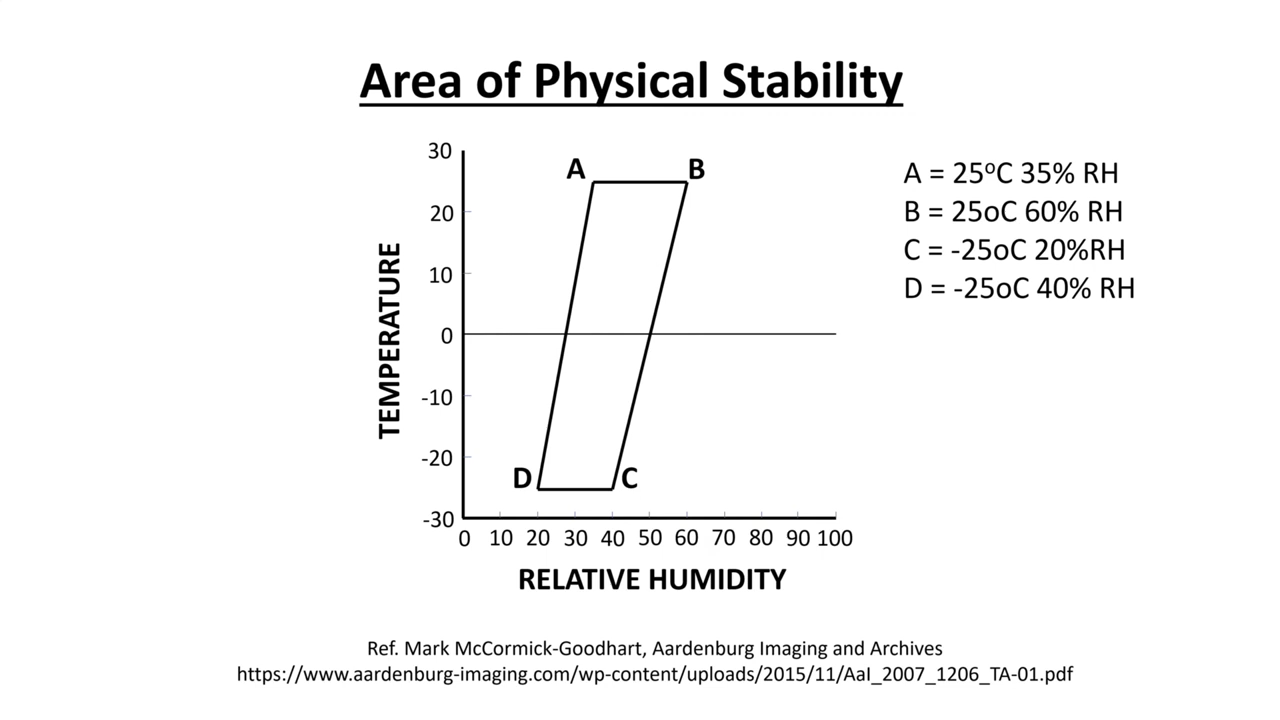 Area of Physical Stability
30
20
10
0
-10
-20
-30
TEMPERATURE
A
B
D
C
0 10 20 30 40 50 60 70 80 90 100
RELATIVE HUMIDITY
A = 25ºC 35% RH
B = 25oC 60% RH
C = -25oC 20%RH
D = -25oC 40% RH
Ref. Mark McCormick-Goodhart, Aardenburg Imaging and Archives
https://www.aardenburg-imaging.com/wp-content/uploads/2015/11/AaI_2007_1206_TA-01.pdf